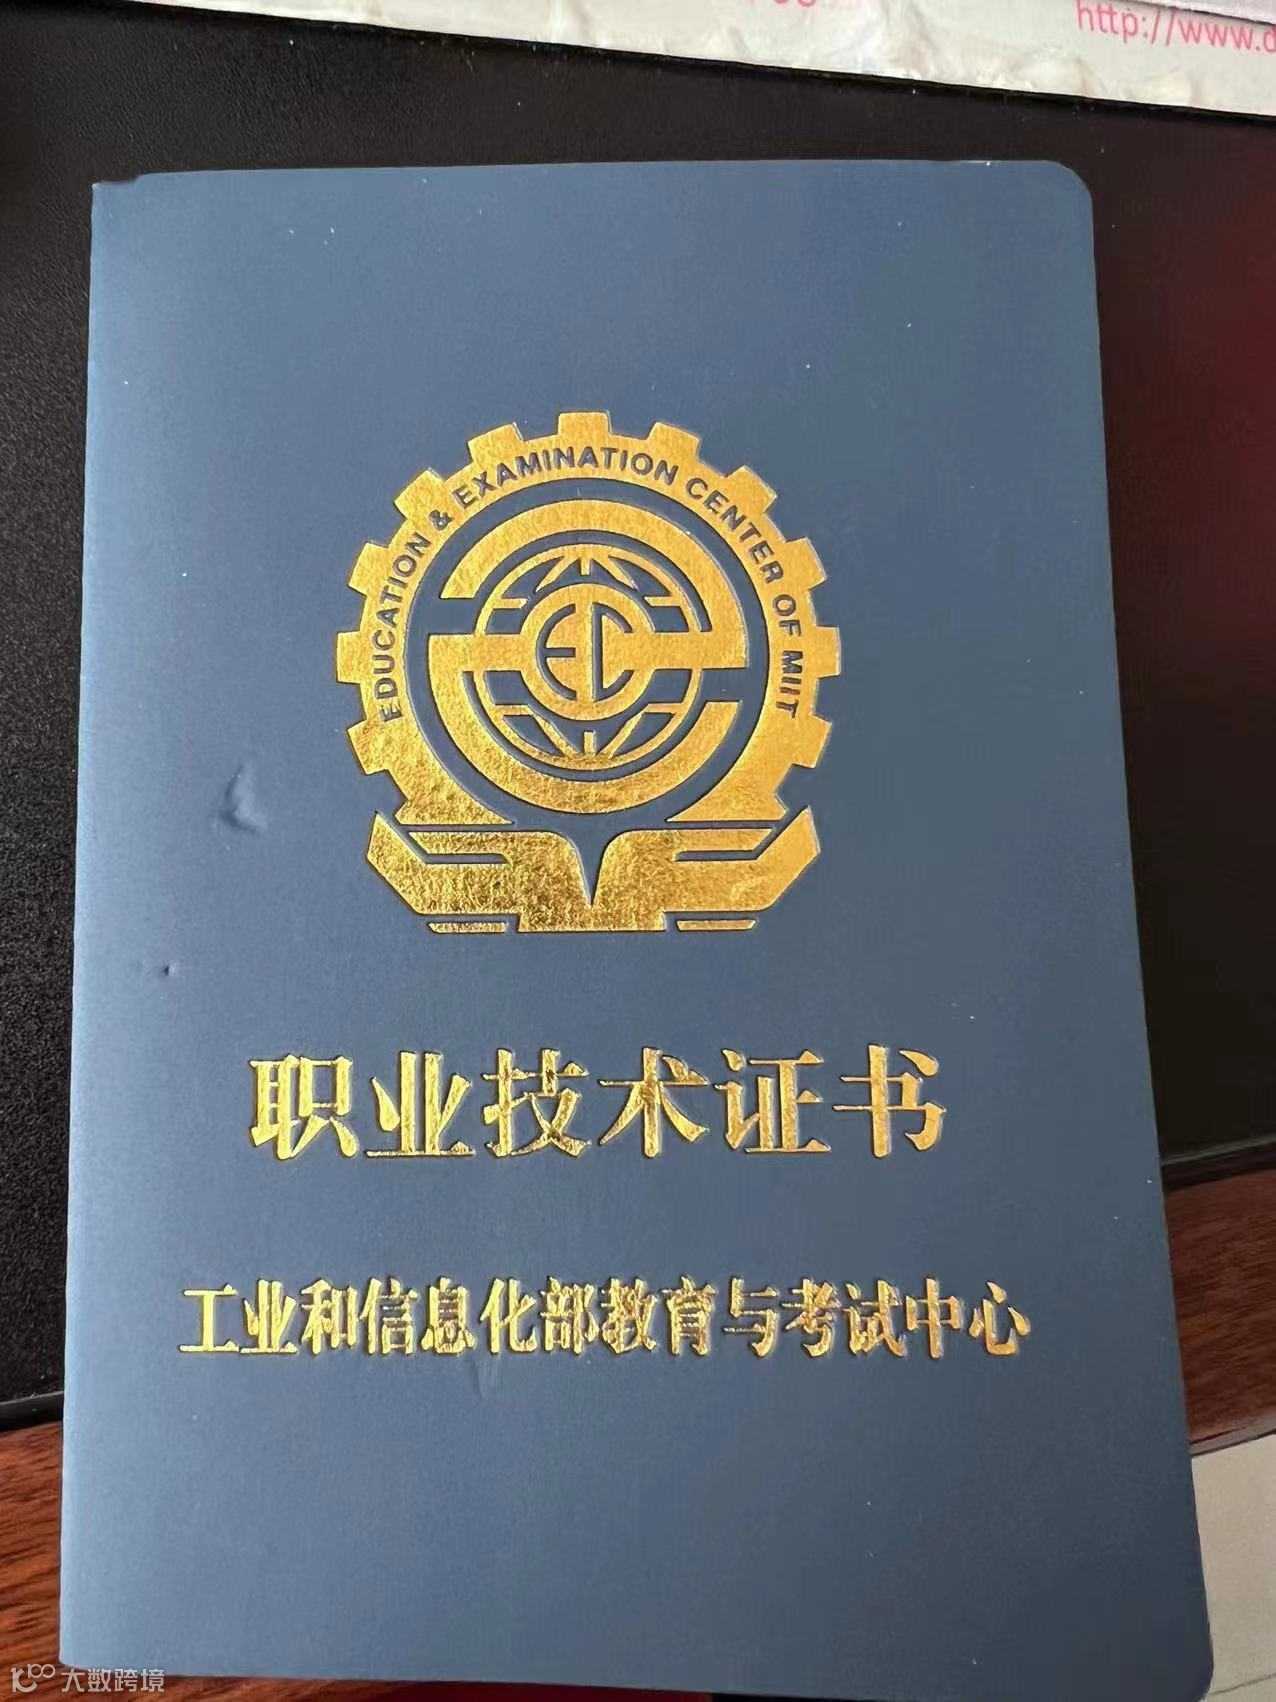 http://www.d
EDUCATION & EXAMINATION CENTER OF MIIT
EC
职业技术证书
工业和信息化部教育与考试中心
大数跨境